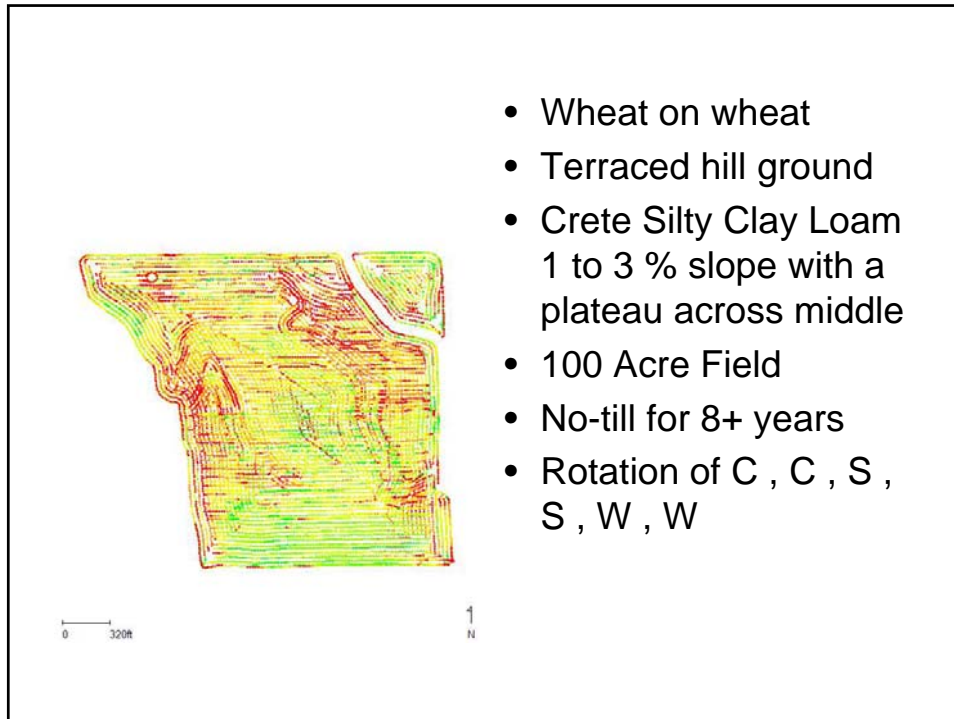 • Wheat on wheat
• Terraced hill ground
• Crete Silty Clay Loam
1 to 3 % slope with a
plateau across middle
• 100 Acre Field
• No-till for 8+ years
• Rotation of C , C , S ,
S , W , W
0 320ft
N